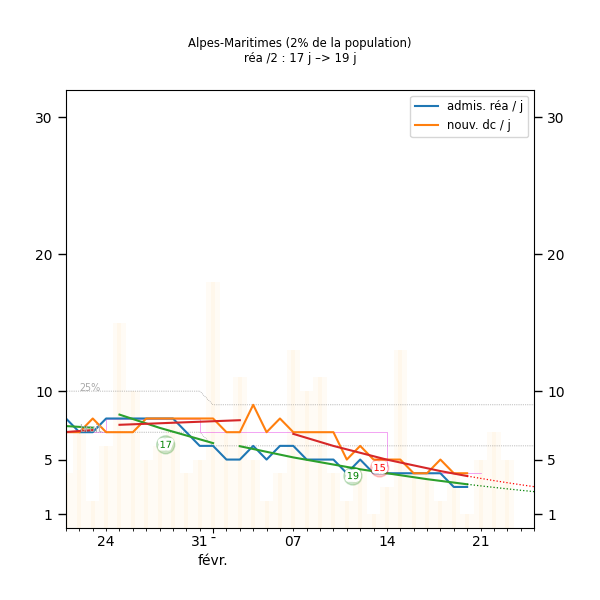 Alpes-Maritimes (2% de la population)
réa /2 : 17 j –> 19 j
admis. réa / j
nouv. dc / j
30 30
20 20
25%
10 10
17
15
19
5 5
1 1
24 31 07 14 21
févr.